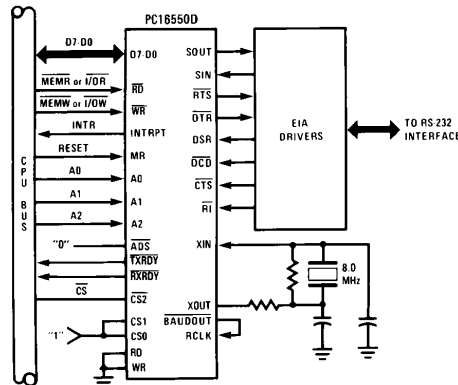 PC16550D
D7-D0
D7-D0
MEMR or I/OR
RD
MEMW or I/OW
WR
INTR
INTRPT
RESET
MR
A0
A0
A1
A1
A2
A2
"0"
ADS
TXRDY
RXRDY
CS
CS2
"1"
CS1
CS0
RD
WR
CPU BUS
SOUT
SIN
RTS
DTR
DSR
DCD
CTS
RI
XIN
XOUT
BAUDOUT
RCLK
EIA
DRIVERS
TO RS-232
INTERFACE
8.0
MHz